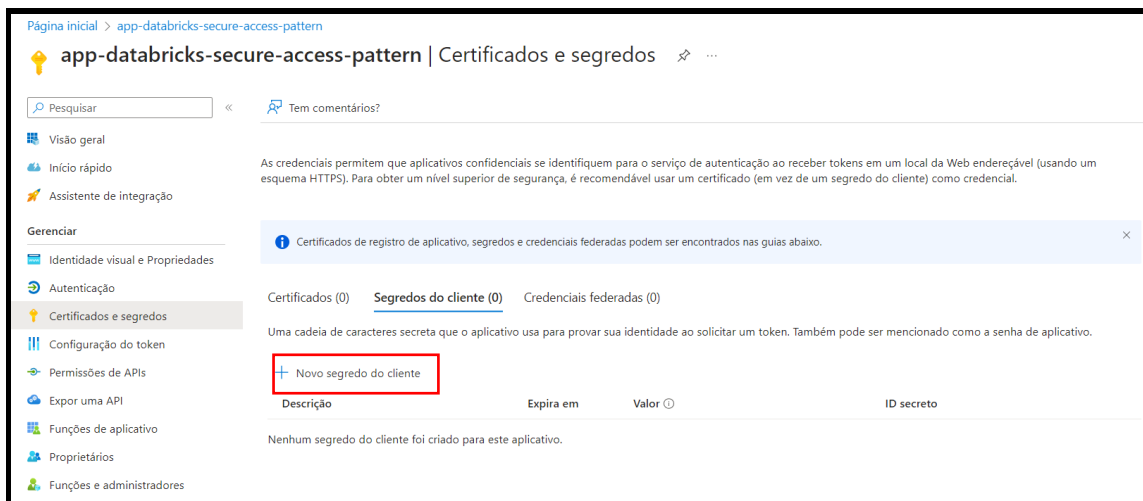 Página inicial > app-databricks-secure-access-pattern
app-databricks-secure-access-pattern | Certificados e segredos
Pesquisar
Tem comentários?
Visão geral
Início rápido
Assistente de integração
As credenciais permitem que aplicativos confidenciais se identifiquem para o serviço de autenticação ao receber tokens em um local da Web endereçável (usando um
esquema HTTPS). Para obter um nível superior de segurança, é recomendável usar um certificado (em vez de um segredo do cliente) como credencial.
Gerenciar
Identidade visual e Propriedades
Autenticação
Certificados e segredos
Configuração do token
Permissões de APIs
Expor uma API
Funções de aplicativo
Proprietários
Funções e administradores
Certificados de registro de aplicativo, segredos e credenciais federadas podem ser encontrados nas guias abaixo.
Certificados (0) Segredos do cliente (0) Credenciais federadas (0)
Uma cadeia de caracteres secreta que o aplicativo usa para provar sua identidade ao solicitar um token. Também pode ser mencionado como a senha de aplicativo.
Novo segredo do cliente
Descrição Expira em Valor ID secreto
Nenhum segredo do cliente foi criado para este aplicativo.